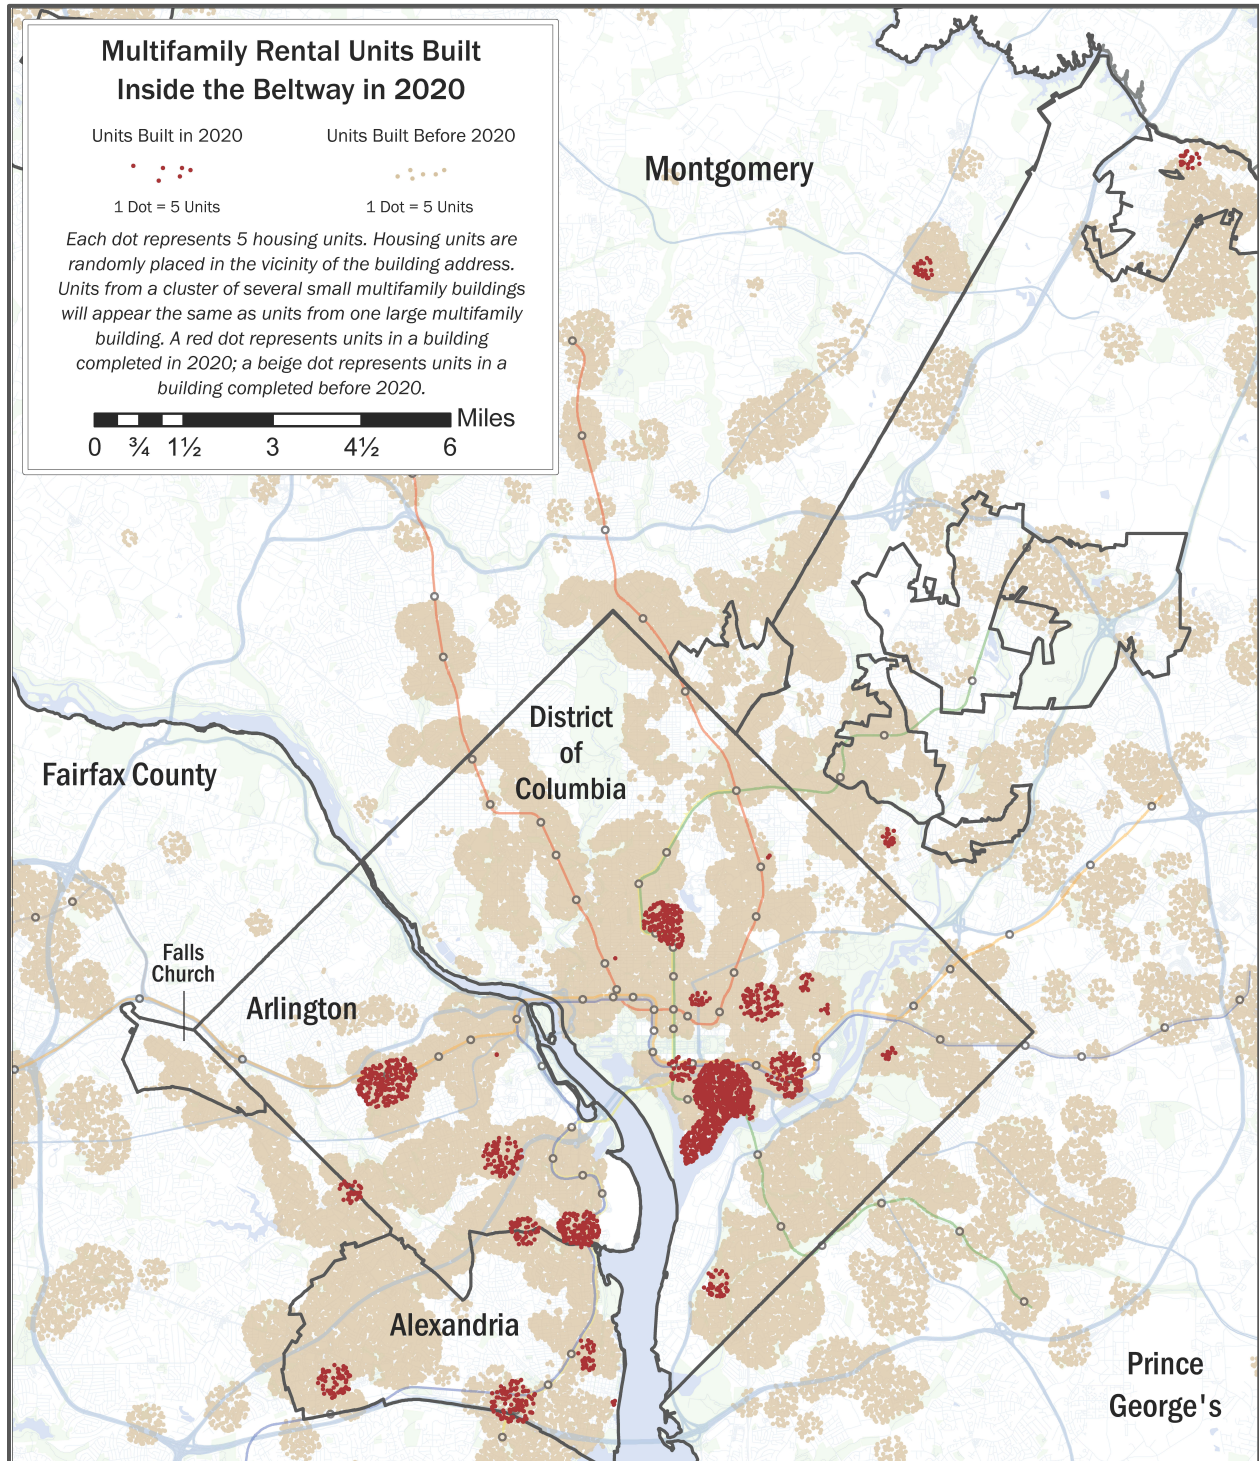 Multifamily Rental Units Built
Inside the Beltway in 2020
Units Built in 2020
Units Built Before 2020
1 Dot = 5 Units
1 Dot = 5 Units
Each dot represents 5 housing units. Housing units are
randomly placed in the vicinity of the building address.
Units from a cluster of several small multifamily buildings
will appear the same as units from one large multifamily
building. A red dot represents units in a building
completed in 2020; a beige dot represents units in a
building completed before 2020.
Miles
0 ¾ 1½ 3 4½ 6
Montgomery
District
of
Columbia
Fairfax County
Falls
Church
Arlington
Alexandria
Prince
George's